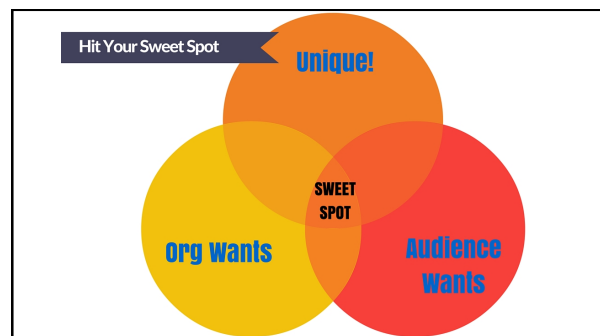 Hit Your Sweet Spot
Unique!
SWEET
SPOT
Org Wants
Audience
Wants